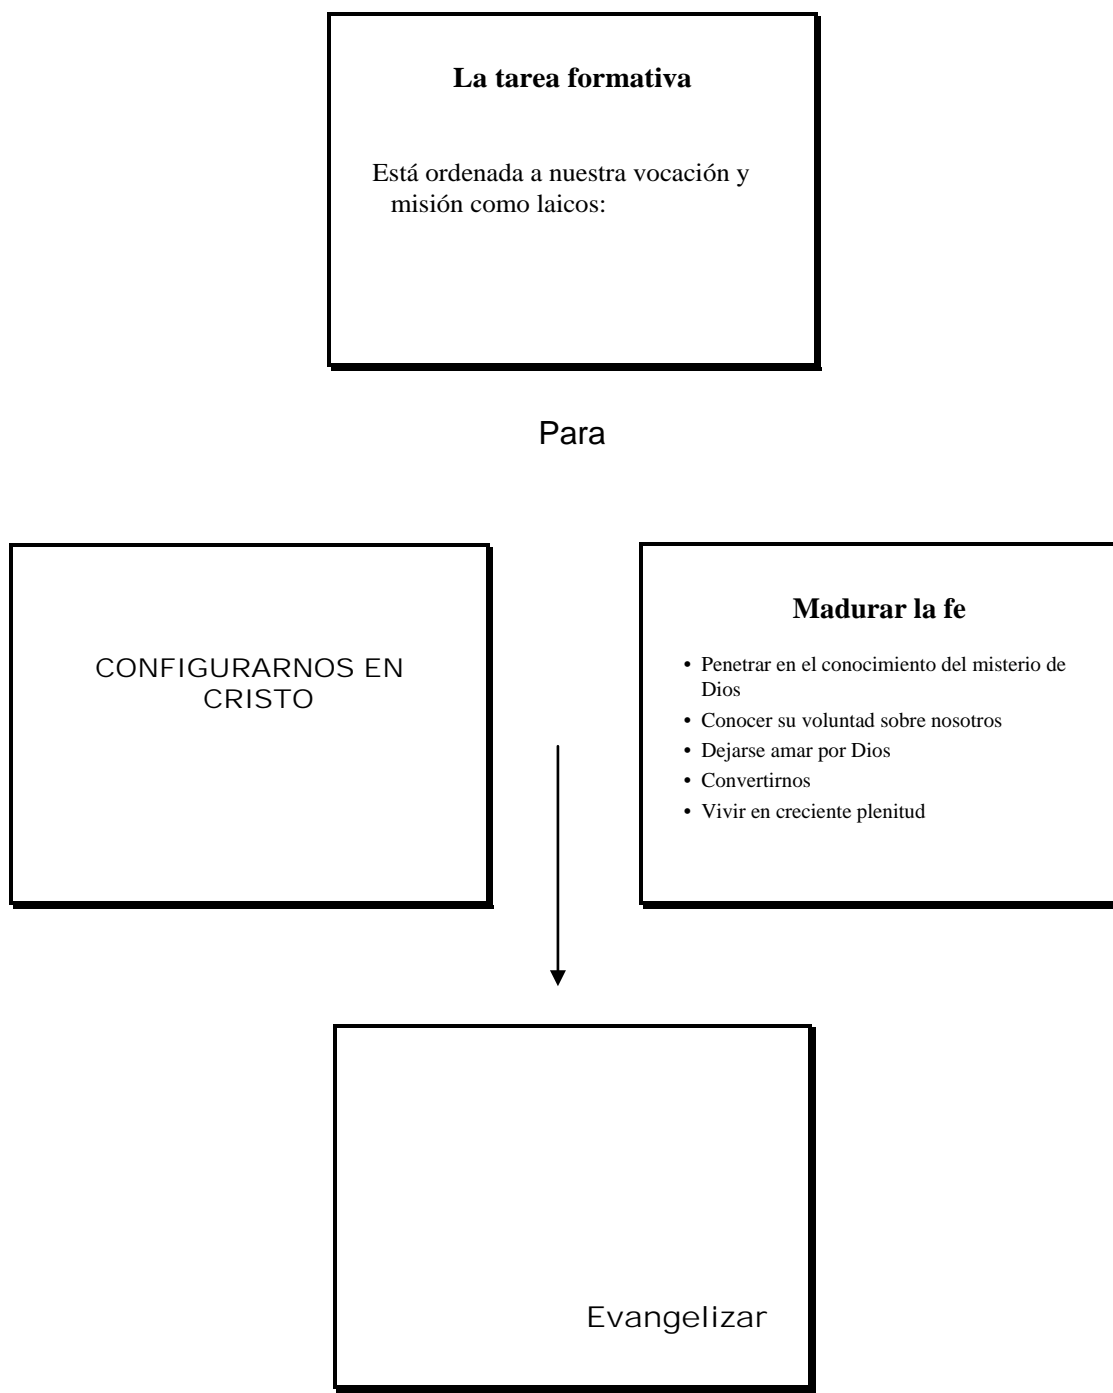 La tarea formativa
Está ordenada a nuestra vocación y
misión como laicos:
Para
CONFIGURARNOS EN
CRISTO
Madurar la fe
• Penetrar en el conocimiento del misterio de
Dios
• Conocer su voluntad sobre nosotros
• Dejarse amar por Dios
• Convertirnos
• Vivir en creciente plenitud
Evangelizar